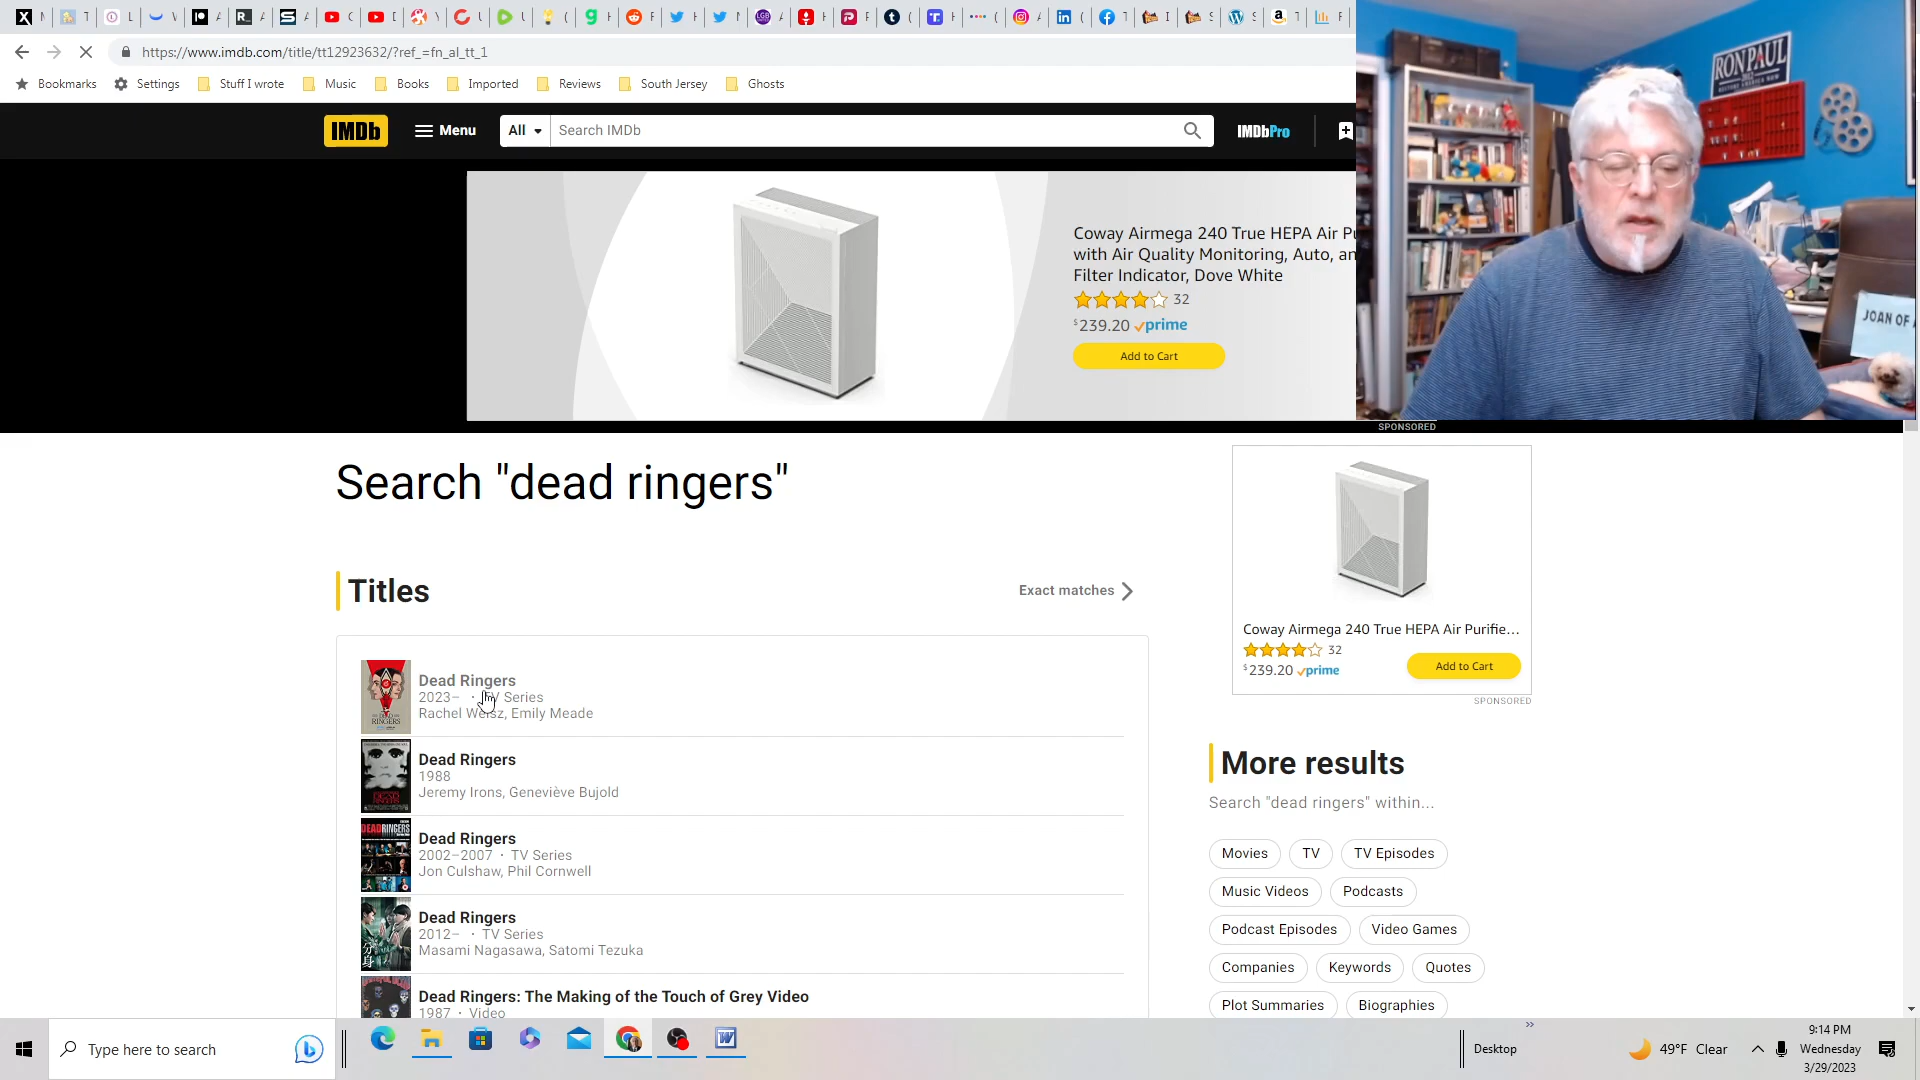 https://www.imdb.com/title/tt12923632/?ref_=fn_al_tt_1
Bookmarks Settings Stuff I wrote Music Books Imported Reviews South Jersey Ghosts
IMDb Menu All Search IMDb IMDbPro
RON PAUL
JOAN OF A
Coway Airmega 240 True HEPA Air Pu
with Air Quality Monitoring, Auto, an
Filter Indicator, Dove White
32
$239.20 prime
Add to Cart
SPONSORED
Search "dead ringers"
Titles
Exact matches
Dead Ringers
2023– · TV Series
Rachel Weisz, Emily Meade
Dead Ringers
1988
Jeremy Irons, Geneviève Bujold
Dead Ringers
2002–2007 · TV Series
Jon Culshaw, Phil Cornwell
Dead Ringers
2012– · TV Series
Masami Nagasawa, Satomi Tezuka
Dead Ringers: The Making of the Touch of Grey Video
1987 · Video
Coway Airmega 240 True HEPA Air Purifie...
32
$239.20 prime
Add to Cart
SPONSORED
More results
Search "dead ringers" within...
Movies TV TV Episodes
Music Videos Podcasts
Podcast Episodes Video Games
Companies Keywords Quotes
Plot Summaries Biographies
Type here to search
Desktop
49°F Clear
9:14 PM
Wednesday
3/29/2023